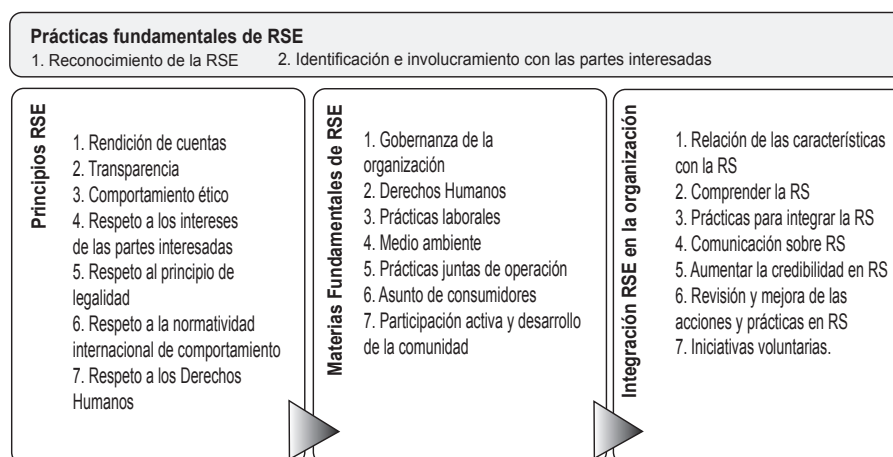 Prácticas fundamentales de RSE
1. Reconocimiento de la RSE 2. Identificación e involucramiento con las partes interesadas
Principios RSE
1. Rendición de cuentas
2. Transparencia
3. Comportamiento ético
4. Respeto a los intereses
de las partes interesadas
5. Respeto al principio de
legalidad
6. Respeto a la normatividad
internacional de comportamiento
7. Respeto a los Derechos
Humanos
Materias Fundamentales de RSE
1. Gobernanza de la
organización
2. Derechos Humanos
3. Prácticas laborales
4. Medio ambiente
5. Prácticas juntas de operación
6. Asunto de consumidores
7. Participación activa y desarrollo
de la comunidad
Integración RSE en la organización
1. Relación de las características
con la RS
2. Comprender la RS
3. Prácticas para integrar la RS
4. Comunicación sobre RS
5. Aumentar la credibilidad en RS
6. Revisión y mejora de las
acciones y prácticas en RS
7. Iniciativas voluntarias.